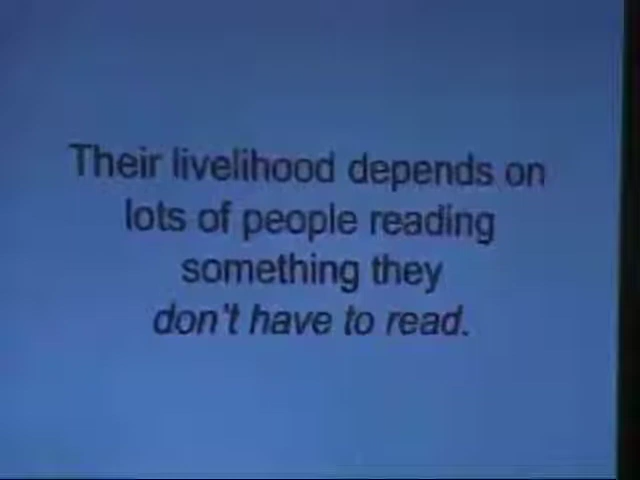 Their livelihood depends on
lots of people reading
something they
don't have to read.